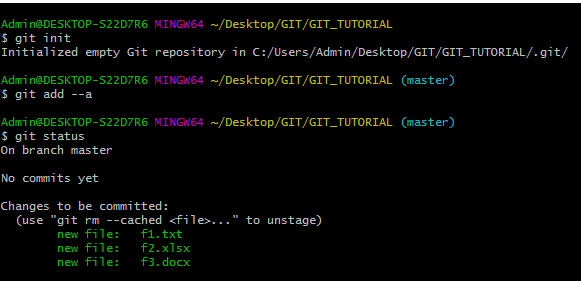 Admin@DESKTOP-S22D7R6 MINGW64 ~/Desktop/GIT/GIT_TUTORIAL
$ git init
Initialized empty Git repository in C:/Users/Admin/Desktop/GIT/GIT_TUTORIAL/.git/
Admin@DESKTOP-S22D7R6 MINGW64 ~/Desktop/GIT/GIT_TUTORIAL (master)
$ git add --a
Admin@DESKTOP-S22D7R6 MINGW64 ~/Desktop/GIT/GIT_TUTORIAL (master)
$ git status
On branch master
No commits yet
Changes to be committed:
  (use "git rm --cached <file>..." to unstage)
        new file:   f1.txt
        new file:   f2.xlsx
        new file:   f3.docx